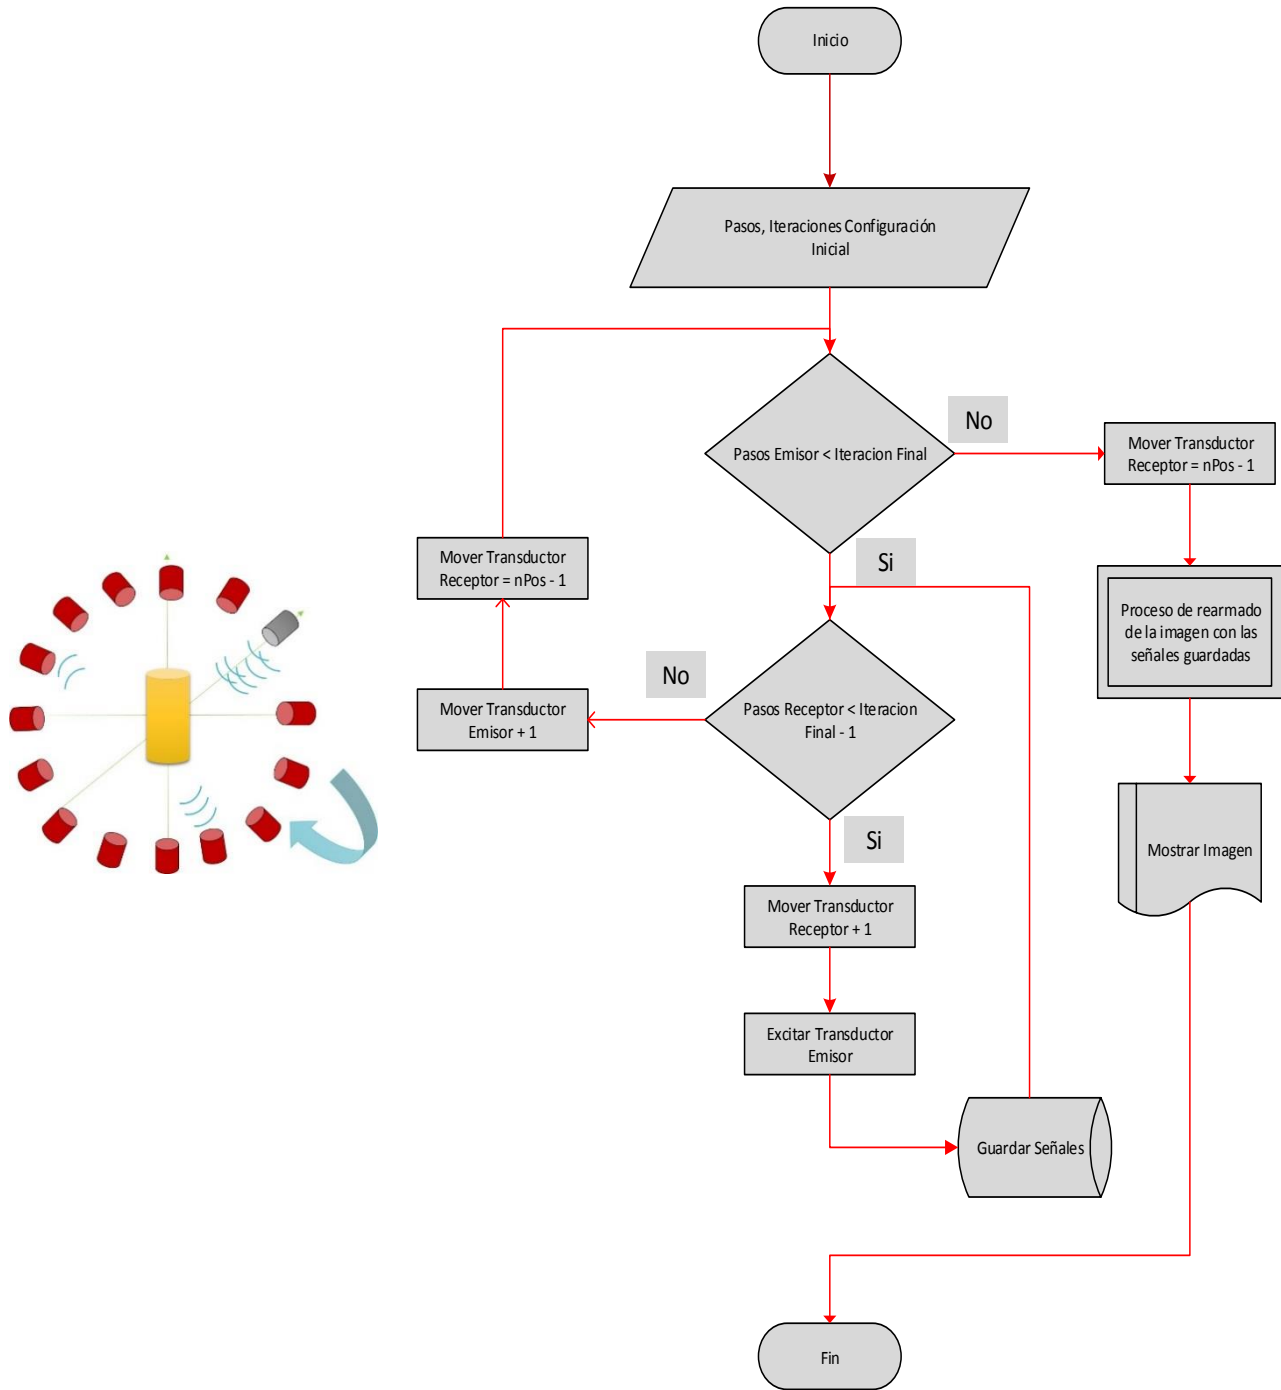 Inicio
Pasos, Iteraciones Configuración
Inicial
Pasos Emisor < Iteracion Final
No
Mover Transductor
Receptor = nPos - 1
Si
Mover Transductor
Receptor = nPos - 1
Proceso de rearmado
de la imagen con las
señales guardadas
No
Mover Transductor
Emisor + 1
Pasos Receptor < Iteracion
Final - 1
Si
Mostrar Imagen
Mover Transductor
Receptor + 1
Excitar Transductor
Emisor
Guardar Señales
Fin